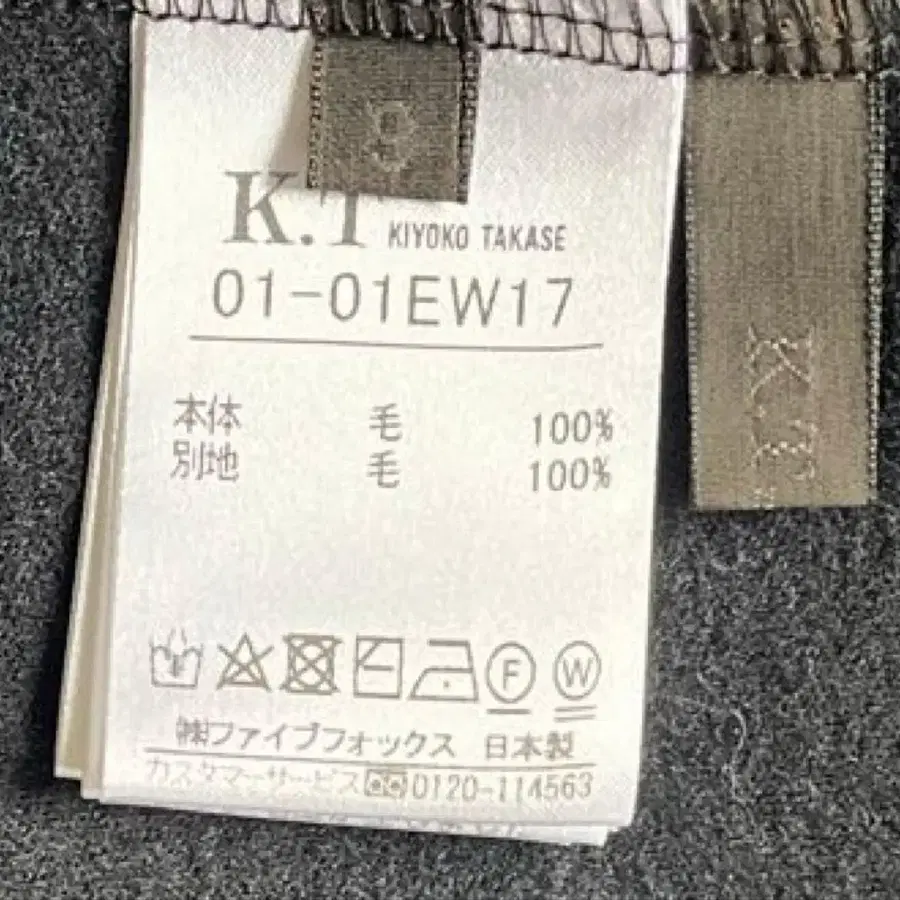 9
K.T KIYOKO TAKASE
01-01EW17
本体 毛 100%
別地 毛 100%
F W
㈱ファイブフォックス 日本製
カスタマーサービス 0120-114563
K.T